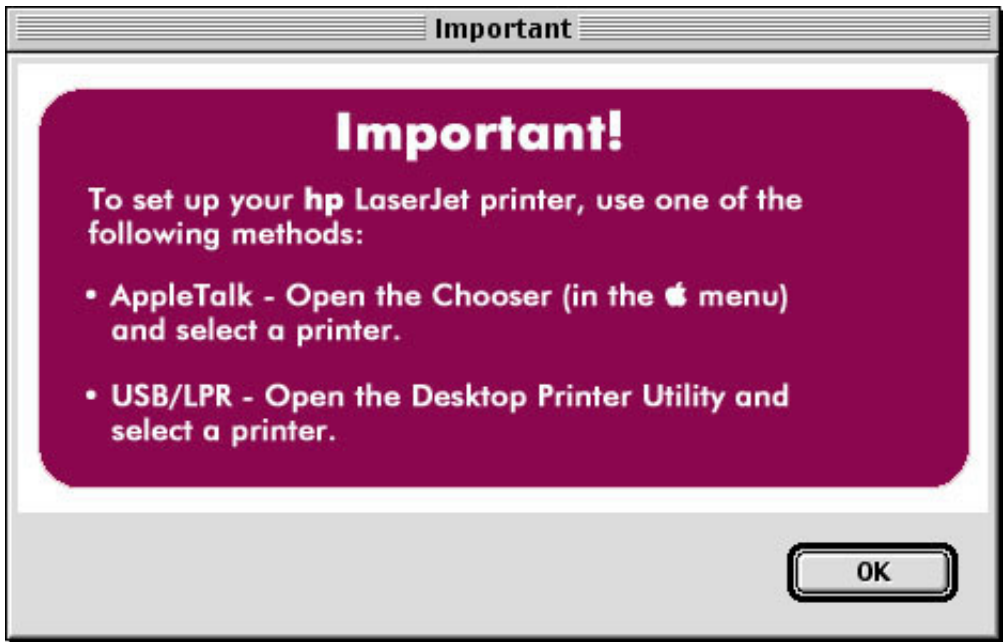 Important
Important!
To set up your hp LaserJet printer, use one of the
following methods:
• AppleTalk - Open the Chooser (in the  menu)
and select a printer.
• USB/LPR - Open the Desktop Printer Utility and
select a printer.
OK